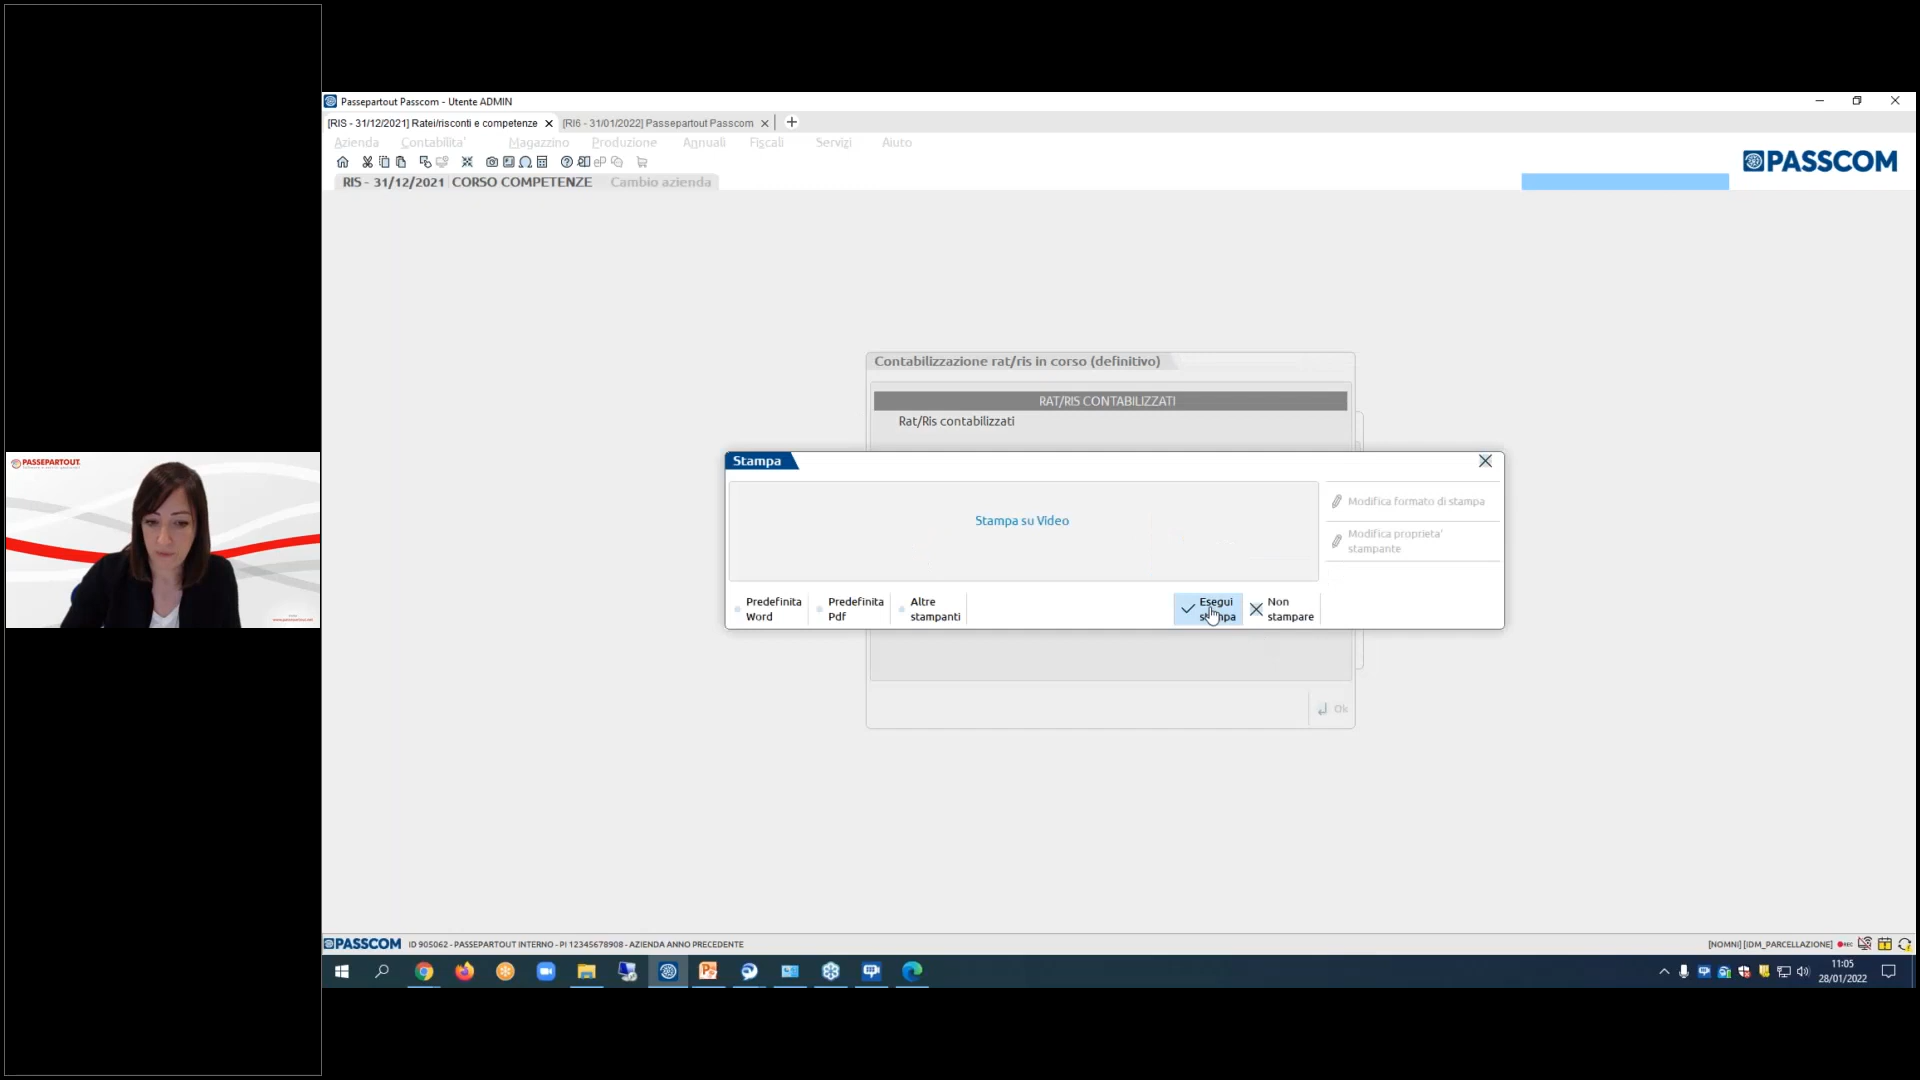 Passepartout Passcom - Utente ADMIN
[RIS - 31/12/2021] Ratei/risconti e competenze
[RI6 - 31/01/2022] Passepartout Passcom
Azienda Contabilita' Magazzino Produzione Annuali Fiscali Servizi Aiuto
PASSCOM
RIS - 31/12/2021 CORSO COMPETENZE Cambio azienda
Contabilizzazione rat/ris in corso (definitivo)
RAT/RIS CONTABILIZZATI
Rat/Ris contabilizzati
Stampa
Stampa su Video
Modifica formato di stampa
Modifica proprieta'
stampante
Predefinita
Word
Predefinita
Pdf
Altre
stampanti
Esegui
stampa
Non
stampare
Ok
PASSEPARTOUT
PASSCOM ID 905062 - PASSEPARTOUT INTERNO - PI 12345678908 - AZIENDA ANNO PRECEDENTE
[NOMNI] [IDM_PARCELLAZIONE] REC
11:05
28/01/2022